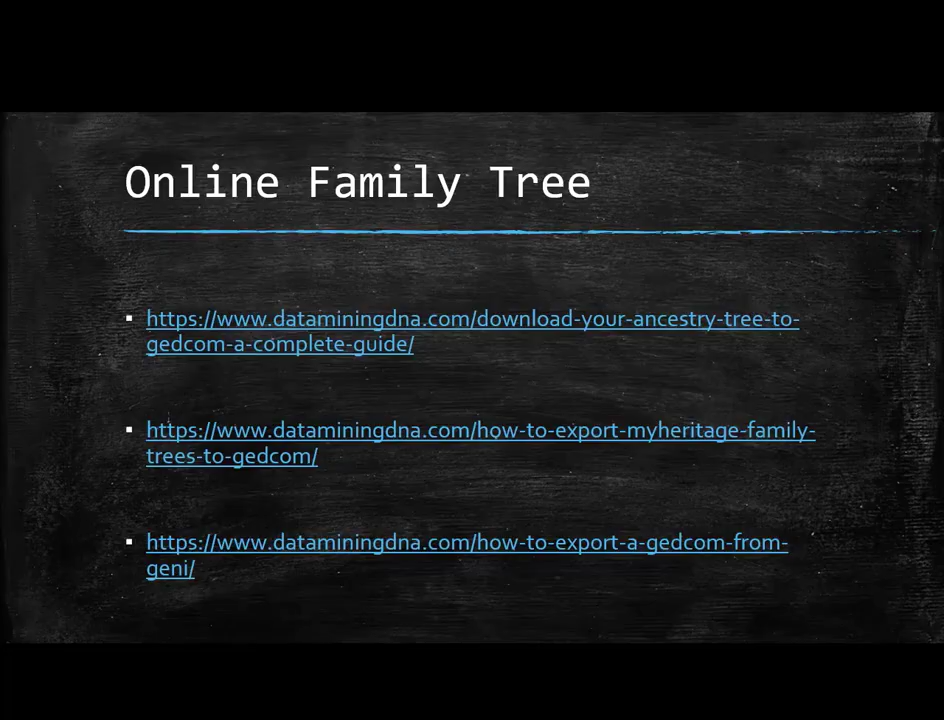 Online Family Tree
▪ https://www.dataminingdna.com/download-your-ancestry-tree-to-
gedcom-a-complete-guide/
▪ https://www.dataminingdna.com/how-to-export-myheritage-family-
trees-to-gedcom/
▪ https://www.dataminingdna.com/how-to-export-a-gedcom-from-
geni/